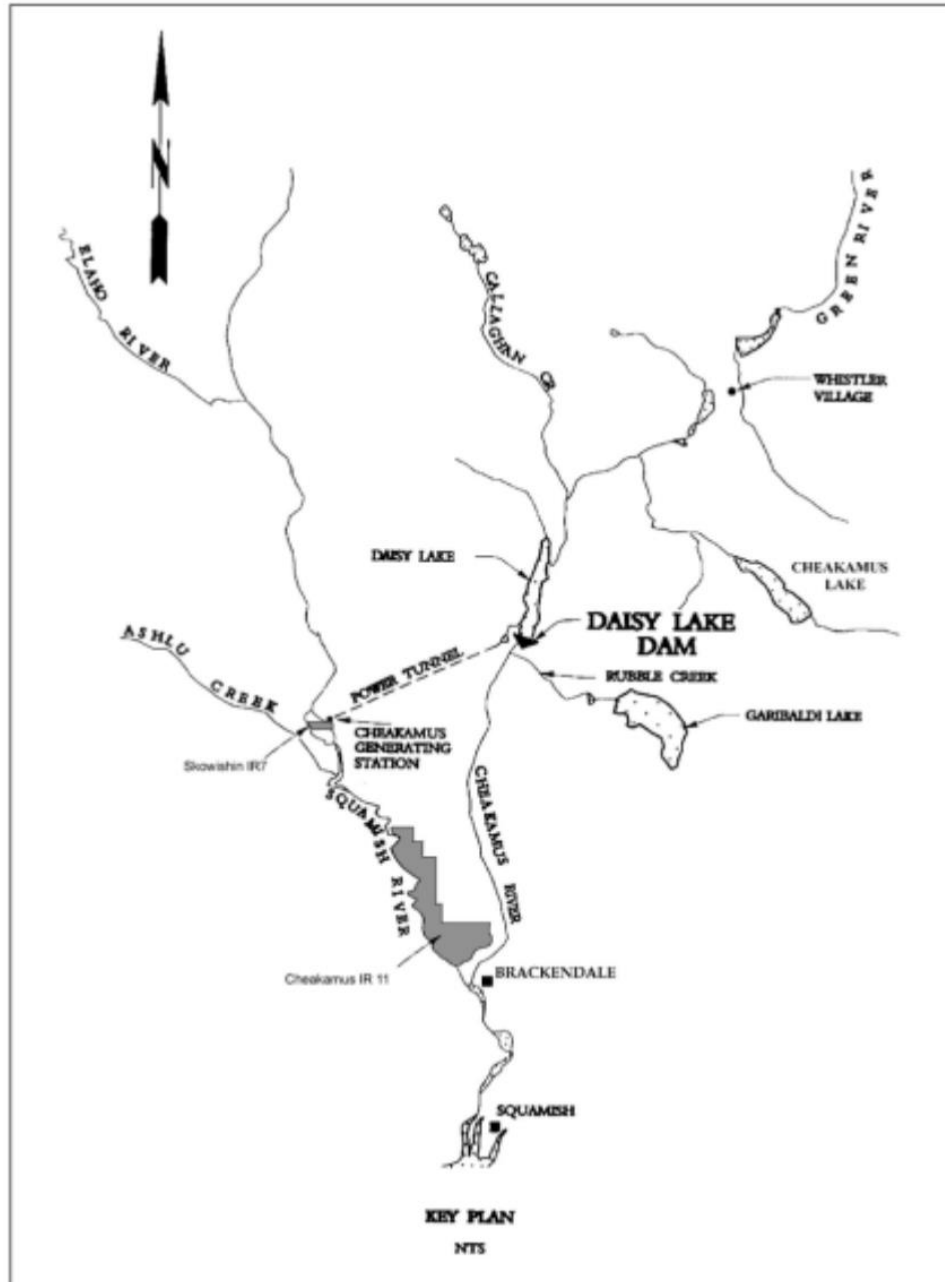 N
ELAHO
RIVER
CALLAGHAN
GREEN RIVER
WHISTLER
VILLAGE
DAISY LAKE
CHEAKAMUS
LAKE
DAISY LAKE
DAM
ASHLU
CREEK
POWER TUNNEL
RUBBLE CREEK
GARIBALDI LAKE
CHEAKAMUS
GENERATING
STATION
Skowishin IR7
SQUAMISH RIVER
CHEAKAMUS RIVER
Cheakamus IR 11
BRACKENDALE
SQUAMISH
KEY PLAN
NTS